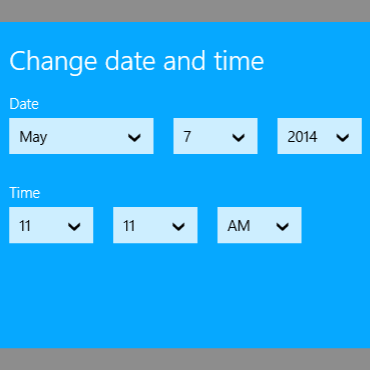 Change date and time
Date
May 7 2014
Time
11 11 AM